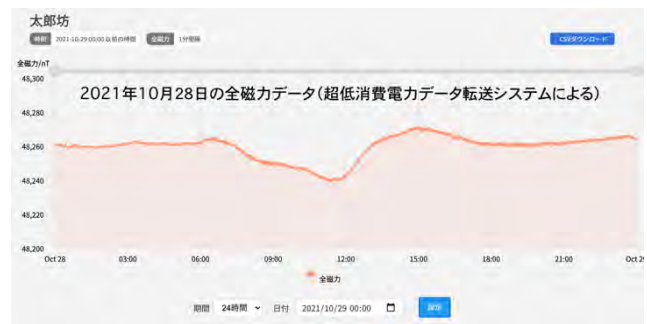 太郎坊
時刻 2021-10-29 00:00 以前の24時間 全磁力 1分間隔 CSVダウンロード
全磁力/nT
48,300
2021年10月28日の全磁力データ(超低消費電力データ転送システムによる)
48,280
48,260
48,240
48,220
48,200
Oct 28 03:00 06:00 09:00 12:00 15:00 18:00 21:00 Oct 29
全磁力
期間 24時間 日付 2021/10/29 00:00